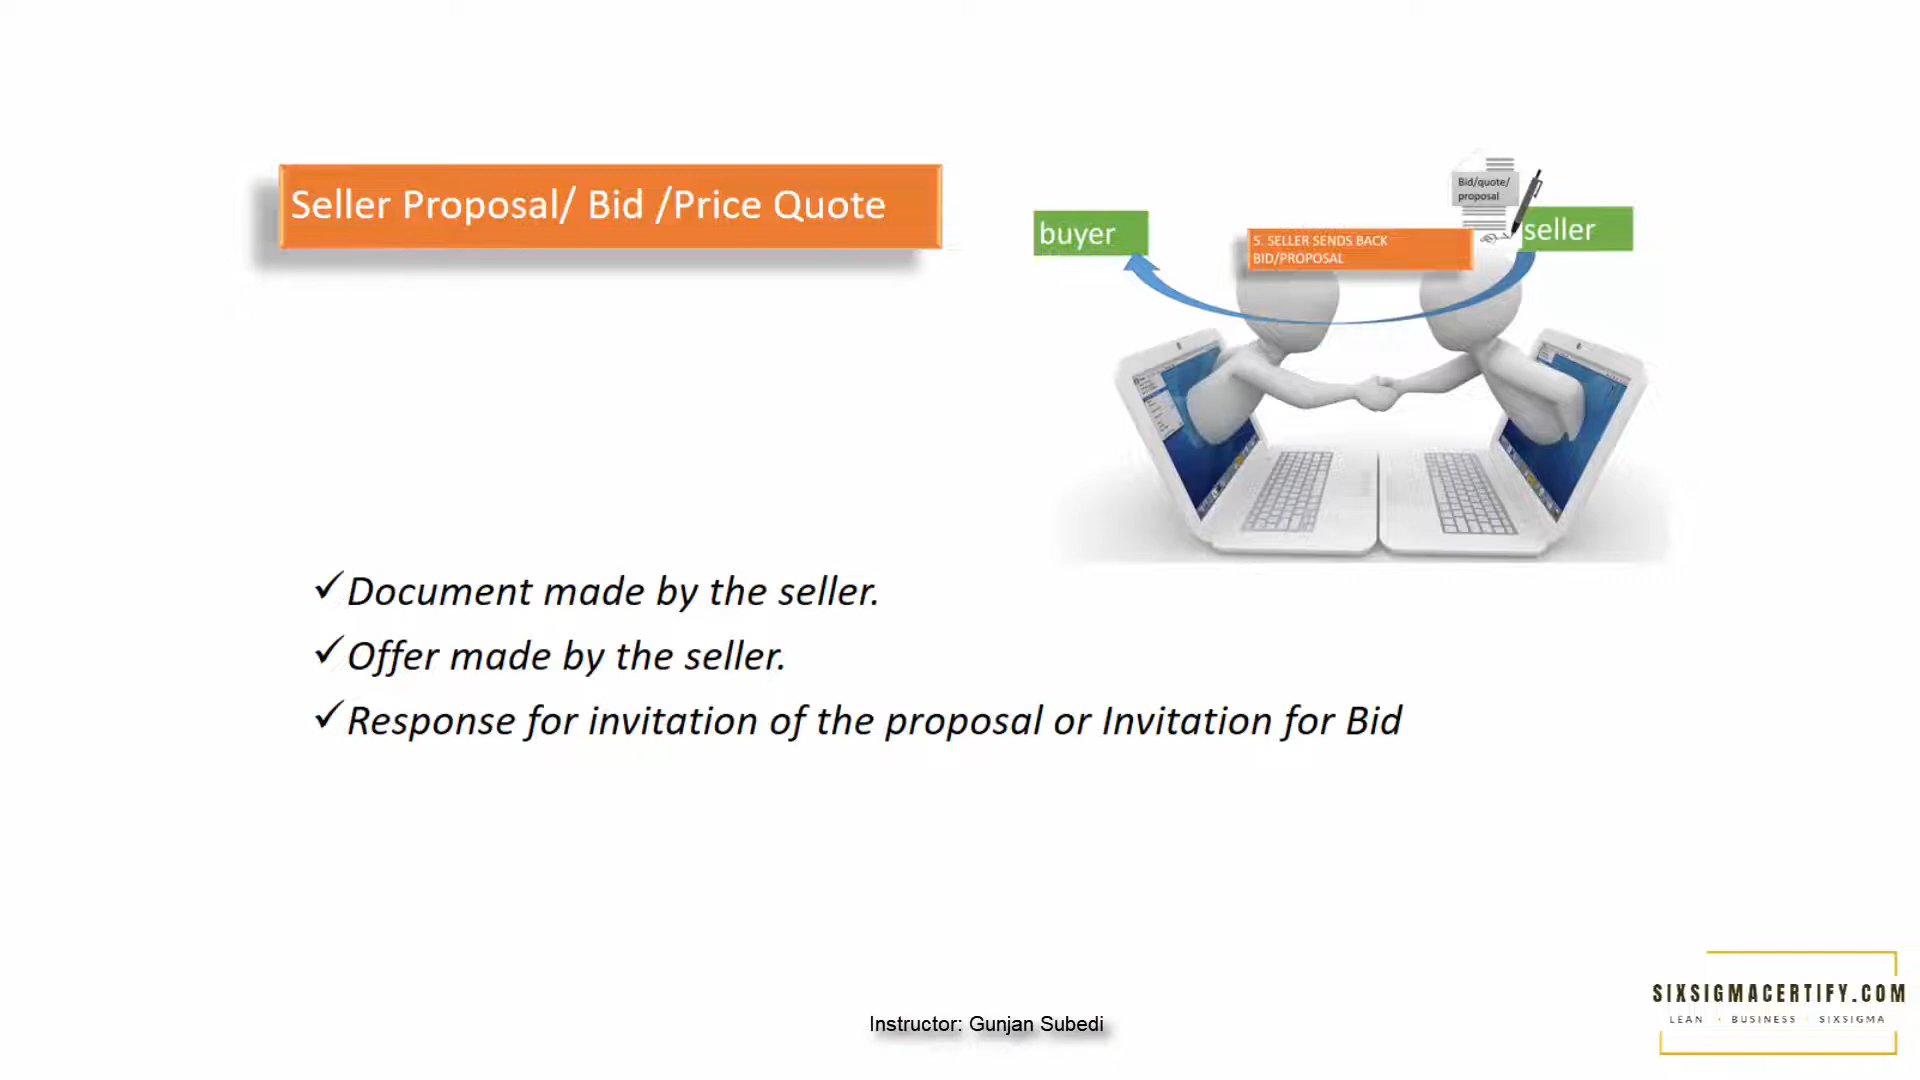 Seller Proposal/ Bid /Price Quote
buyer
5. SELLER SENDS BACK
BID/PROPOSAL
Bid/quote/
proposal
seller
✓Document made by the seller.
✓Offer made by the seller.
✓Response for invitation of the proposal or Invitation for Bid
Instructor: Gunjan Subedi
SIXSIGMACERTIFY.COM
LEAN · BUSINESS · SIXSIGMA